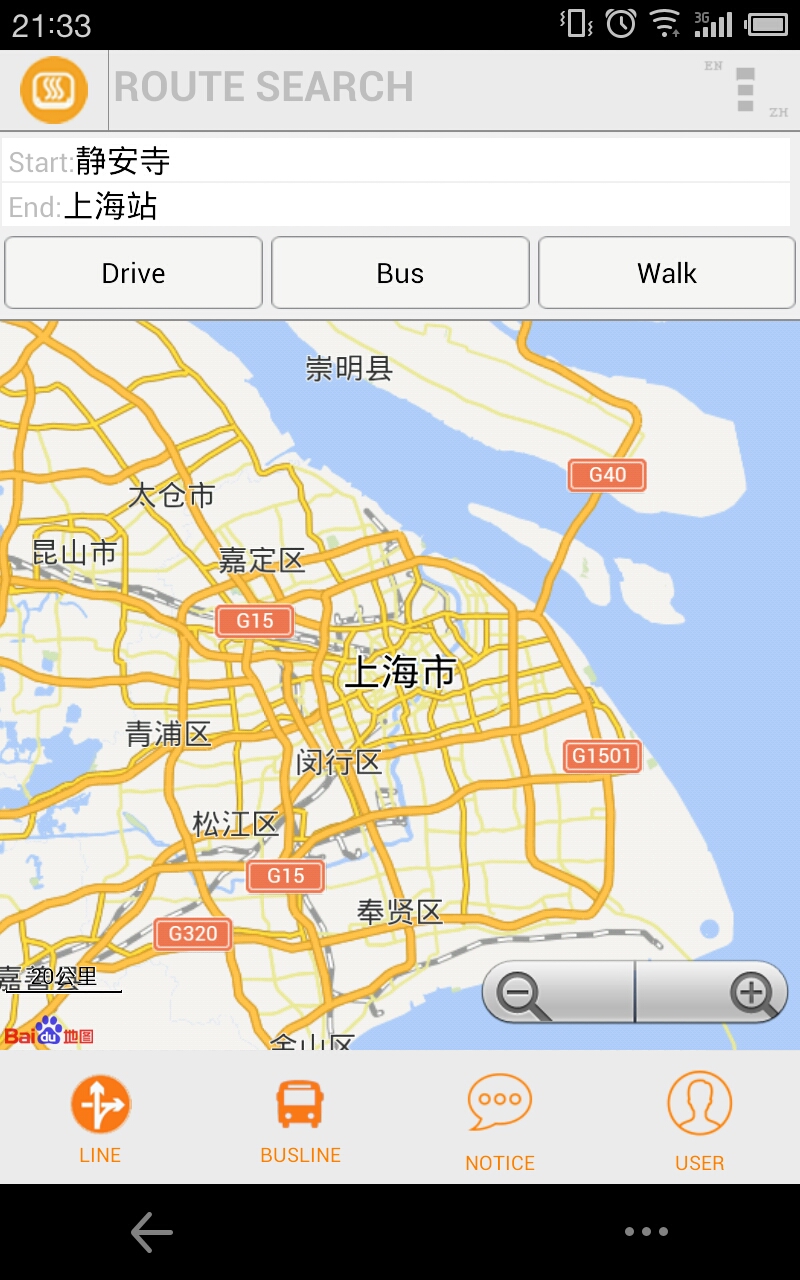 21:33
3G
ROUTE SEARCH
EN
ZH
Start:静安寺
End:上海站
Drive
Bus
Walk
崇明县
G40
太仓市
昆山市
嘉定区
G15
上海市
青浦区
闵行区
G1501
松江区
G15
奉贤区
G320
嘉善县
20公里
Baidu地图
金山区
LINE
BUSLINE
NOTICE
USER